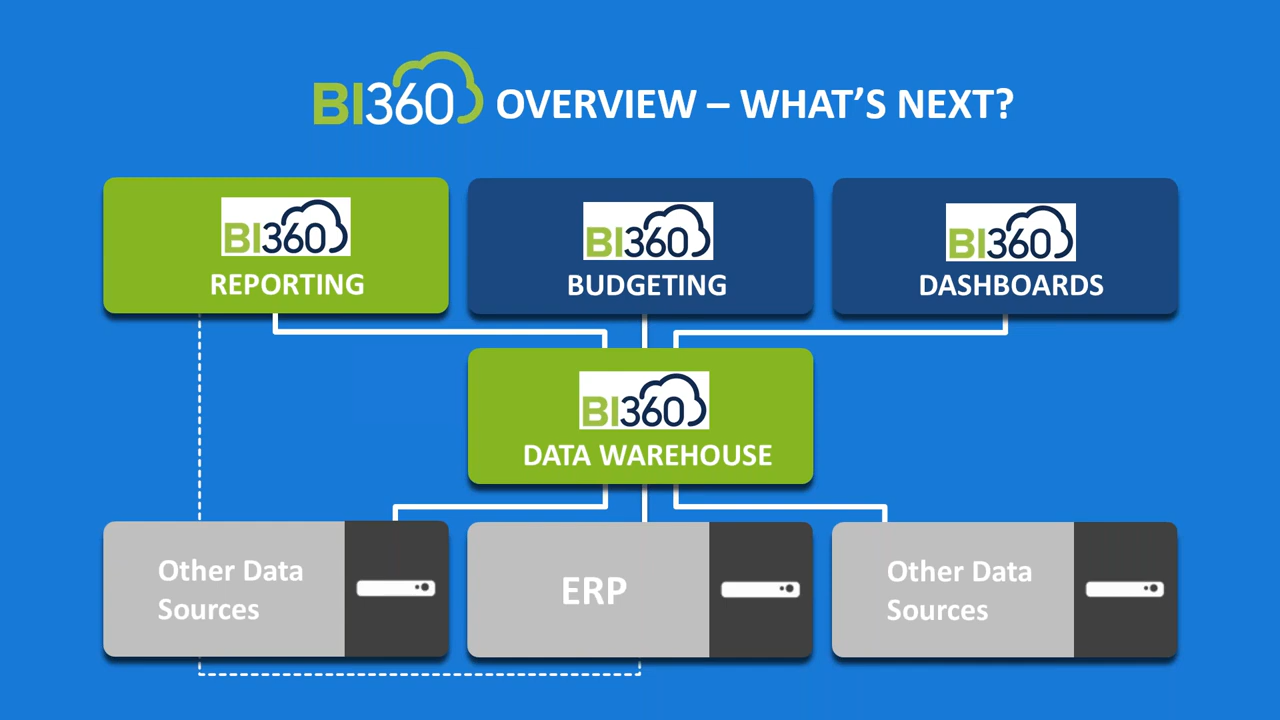 BI360 OVERVIEW – WHAT'S NEXT?
BI360
REPORTING
BI360
BUDGETING
BI360
DASHBOARDS
BI360
DATA WAREHOUSE
Other Data
Sources
ERP
Other Data
Sources